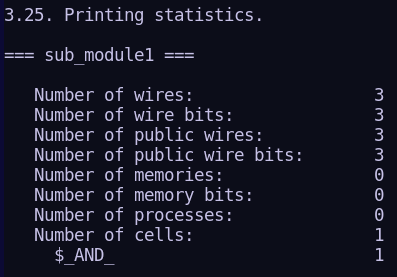 3.25. Printing statistics.
=== sub_module1 ===
Number of wires: 3
Number of wire bits: 3
Number of public wires: 3
Number of public wire bits: 3
Number of memories: 0
Number of memory bits: 0
Number of processes: 0
Number of cells: 1
$_AND_ 1